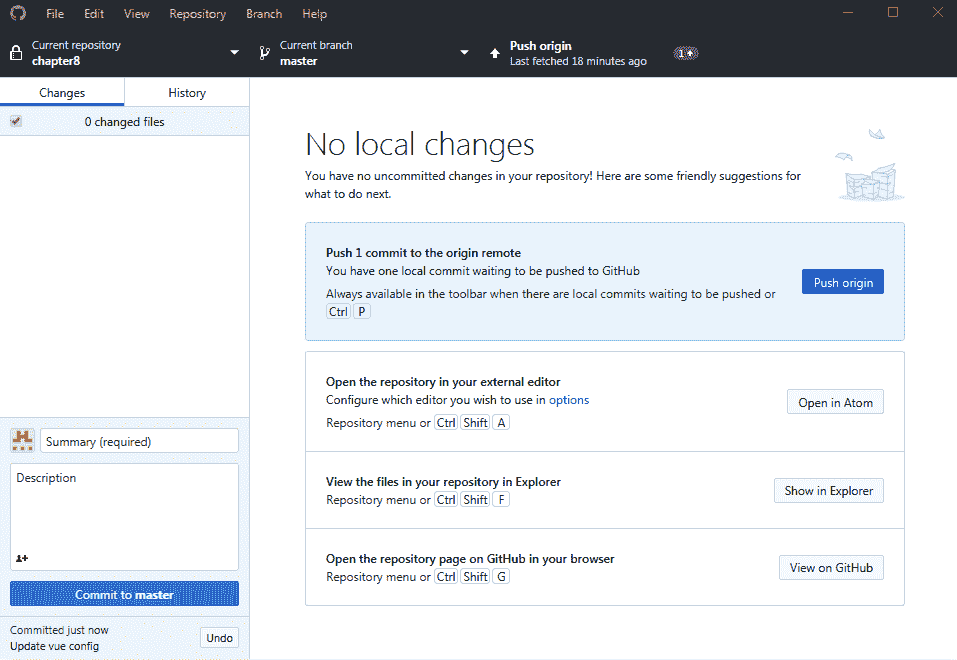 File Edit View Repository Branch Help
Current repository
chapter8
Current branch
master
Push origin
Last fetched 18 minutes ago
1
Changes
History
0 changed files
No local changes
You have no uncommitted changes in your repository! Here are some friendly suggestions for
what to do next.
Push 1 commit to the origin remote
You have one local commit waiting to be pushed to GitHub
Always available in the toolbar when there are local commits waiting to be pushed or
Ctrl P
Push origin
Open the repository in your external editor
Configure which editor you wish to use in options
Repository menu or Ctrl Shift A
Open in Atom
View the files in your repository in Explorer
Repository menu or Ctrl Shift F
Show in Explorer
Open the repository page on GitHub in your browser
Repository menu or Ctrl Shift G
View on GitHub
Summary (required)
Description
Commit to master
Committed just now
Update vue config
Undo